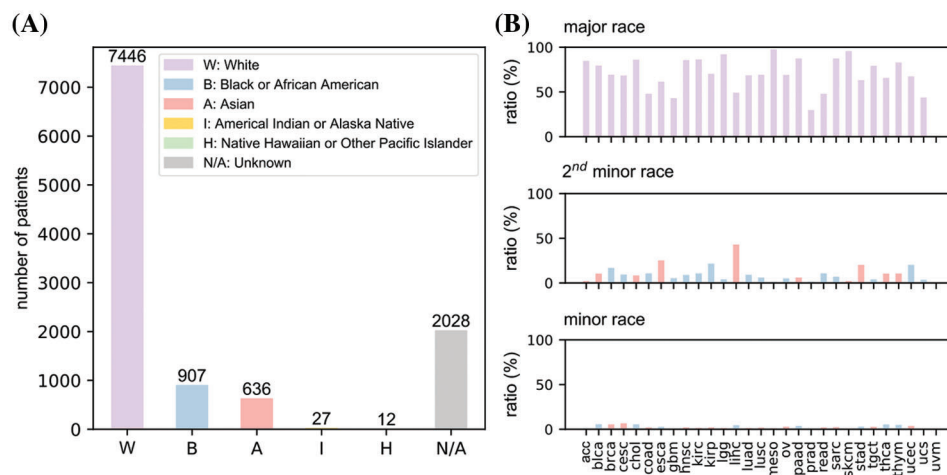 (A)
7446
7000
6000
5000
4000
3000
2000
1000
0
number of patients
W: White
B: Black or African American
A: Asian
I: Americal Indian or Alaska Native
H: Native Hawaiian or Other Pacific Islander
N/A: Unknown
907
636
27
12
2028
W B A I H N/A
(B)
major race
100
50
0
ratio (%)
2nd minor race
100
50
0
ratio (%)
minor race
100
50
0
ratio (%)
acc blca brca cesc chol coad esca gbm hnsc kirc kirp lgg lihc luad lusc meso ov paad prad read sarc skcm stad tgct thca thym ucec ucs uvm